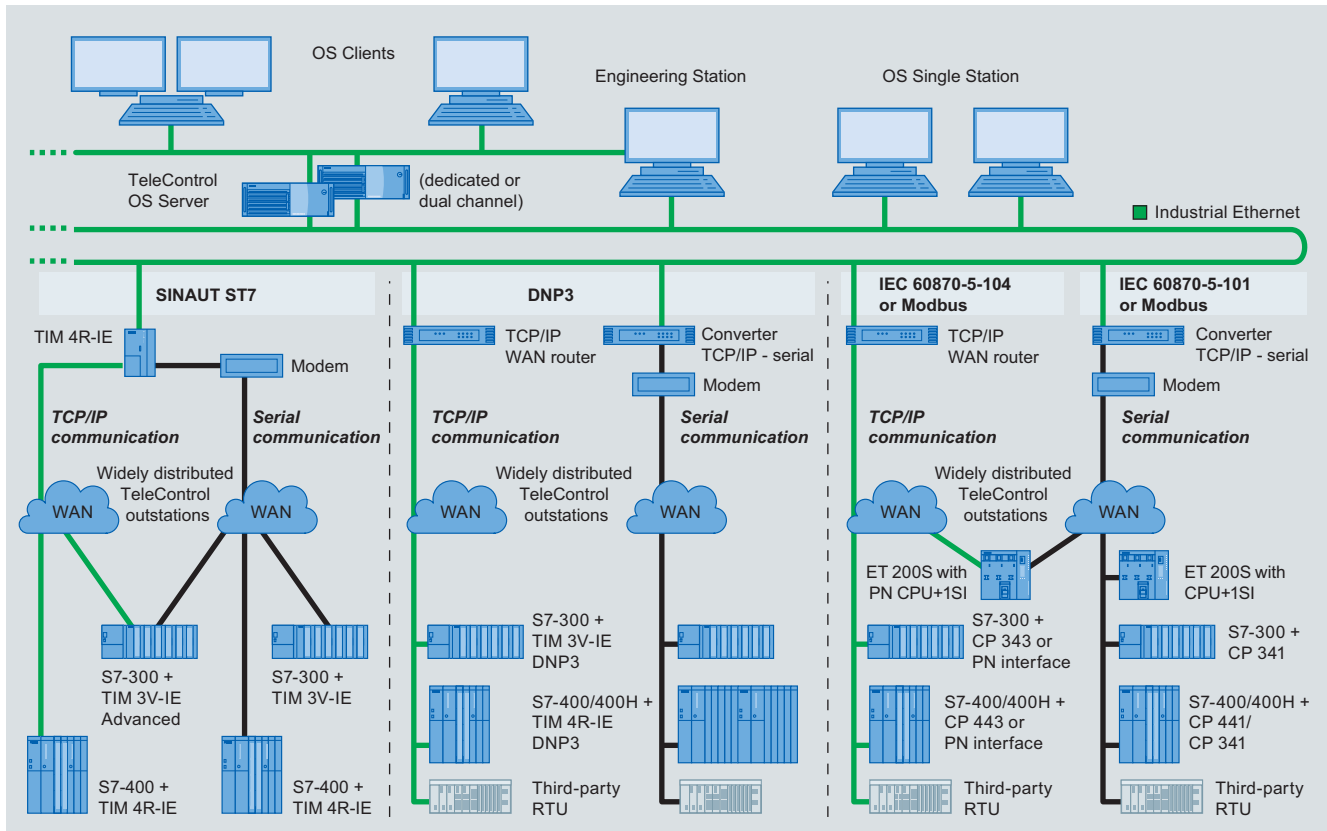 OS Clients
Engineering Station
OS Single Station
TeleControl
OS Server
(dedicated or
dual channel)
Industrial Ethernet
SINAUT ST7
DNP3
IEC 60870-5-104
or Modbus
IEC 60870-5-101
or Modbus
TIM 4R-IE
Modem
TCP/IP
communication
Serial
communication
Widely distributed
TeleControl
outstations
WAN
WAN
S7-300 +
TIM 3V-IE
Advanced
S7-300 +
TIM 3V-IE
S7-400 +
TIM 4R-IE
S7-400 +
TIM 4R-IE
TCP/IP
WAN router
Converter
TCP/IP - serial
Modem
TCP/IP
communication
Serial
communication
Widely distributed
TeleControl
outstations
WAN
WAN
S7-300 +
TIM 3V-IE
DNP3
S7-400/400H +
TIM 4R-IE
DNP3
Third-party
RTU
TCP/IP
WAN router
Converter
TCP/IP - serial
Modem
TCP/IP
communication
Serial
communication
Widely distributed
TeleControl
outstations
WAN
WAN
ET 200S with
PN CPU+1SI
ET 200S with
CPU+1SI
S7-300 +
CP 343 or
PN interface
S7-300 +
CP 341
S7-400/400H +
CP 443 or
PN interface
S7-400/400H +
CP 441/
CP 341
Third-party
RTU
Third-party
RTU